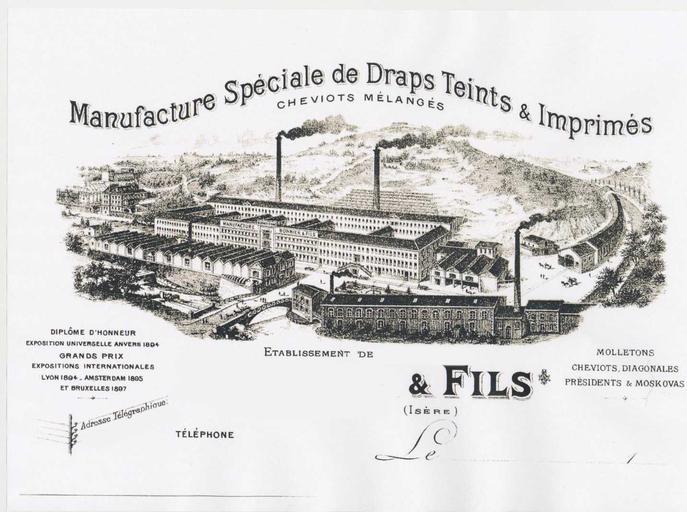 Manufacture Spéciale de Draps Teints & Imprimés
CHEVIOTS MÉLANGÉS
MANUFACTURE
DIPLÔME D'HONNEUR
EXPOSITION UNIVERSELLE ANVERS 1894
GRANDS PRIX
EXPOSITIONS INTERNATIONALES
LYON 1894. AMSTERDAM 1895
ET BRUXELLES 1897
Adresse Télégraphique:
TÉLÉPHONE
ETABLISSEMENT DE
& FILS
(ISÈRE)
Le 1
MOLLETONS
CHEVIOTS, DIAGONALES
PRÉSIDENTS & MOSKOVAS